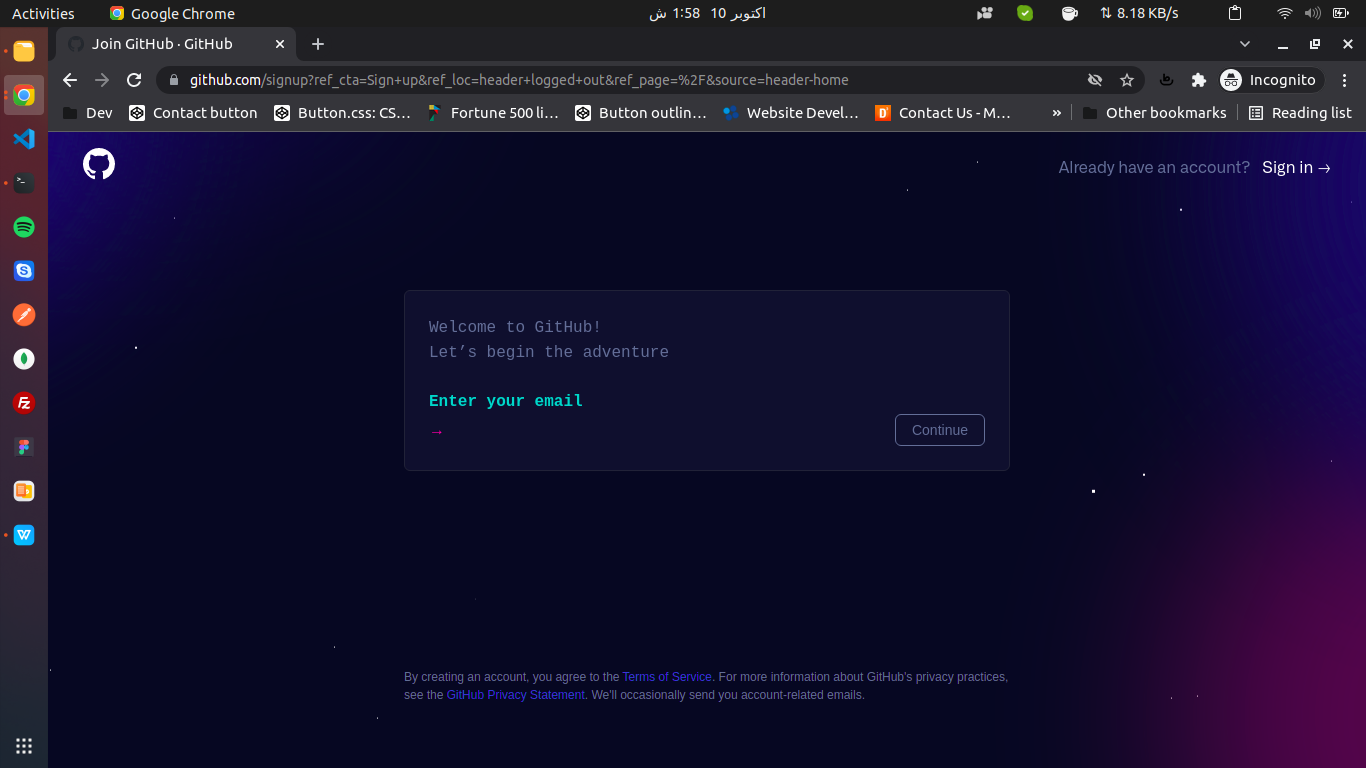 Activities
Google Chrome
اکتوبر 10  1:58 ش
8.18 KB/s
Join GitHub · GitHub
github.com/signup?ref_cta=Sign+up&ref_loc=header+logged+out&ref_page=%2F&source=header-home
Incognito
Dev
Contact button
Button.css: CS…
Fortune 500 li…
Button outlin…
Website Devel…
Contact Us - M…
»
Other bookmarks
Reading list
Already have an account? Sign in →
Welcome to GitHub!
Let’s begin the adventure
Enter your email
→
Continue
By creating an account, you agree to the Terms of Service. For more information about GitHub's privacy practices,
see the GitHub Privacy Statement. We'll occasionally send you account-related emails.